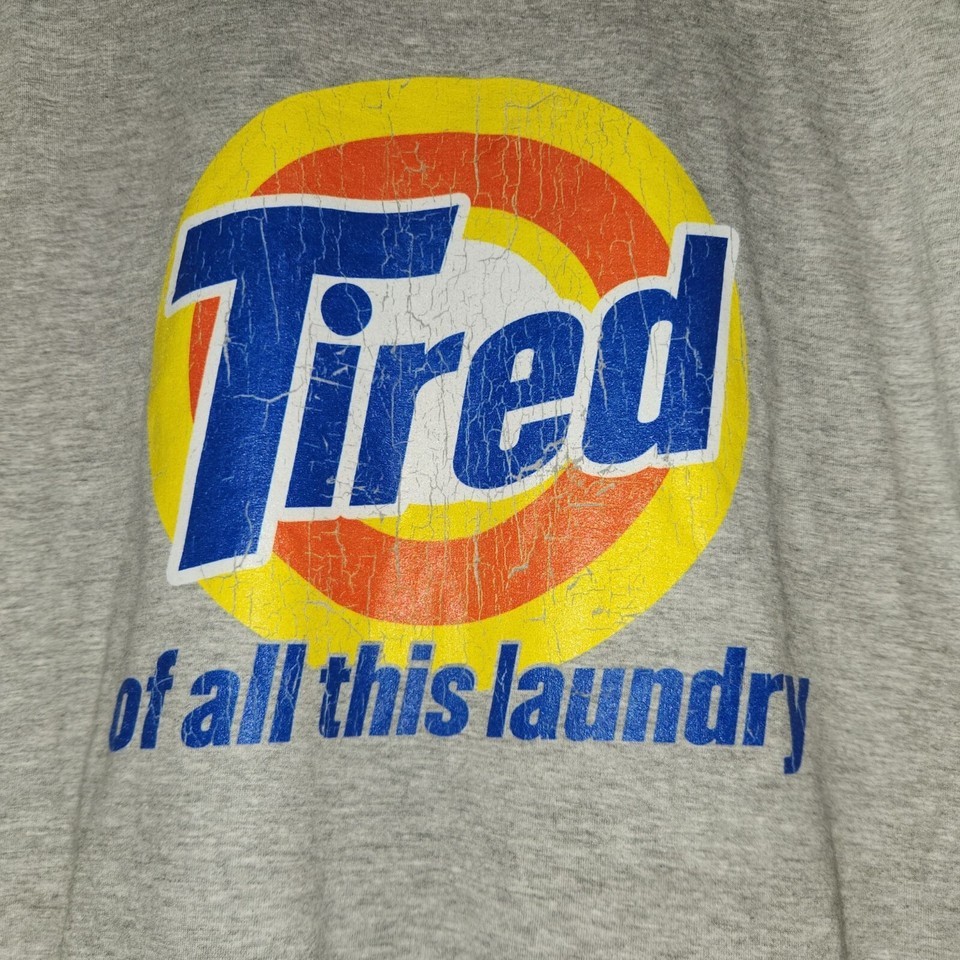 Tired
of all this laundry